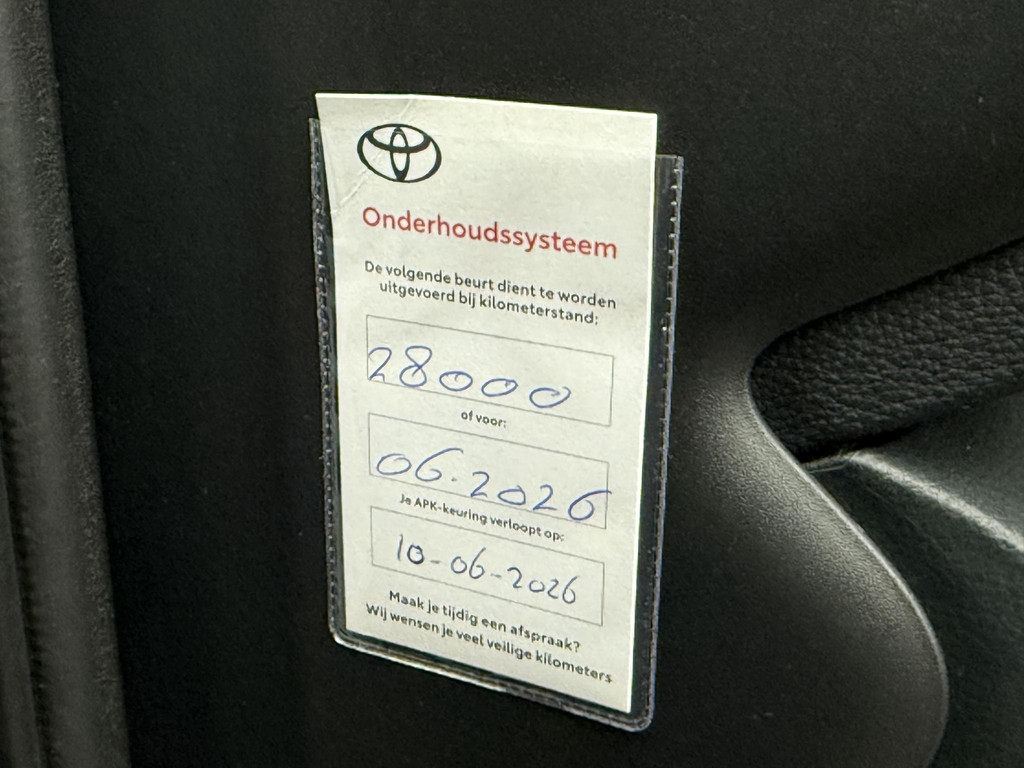 Onderhoudssysteem
De volgende beurt dient te worden
uitgevoerd bij kilometerstand:
28000
of voor:
06.2026
Je APK-keuring verloopt op:
10-06-2026
Maak je tijdig een afspraak?
Wij wensen je veel veilige kilometers